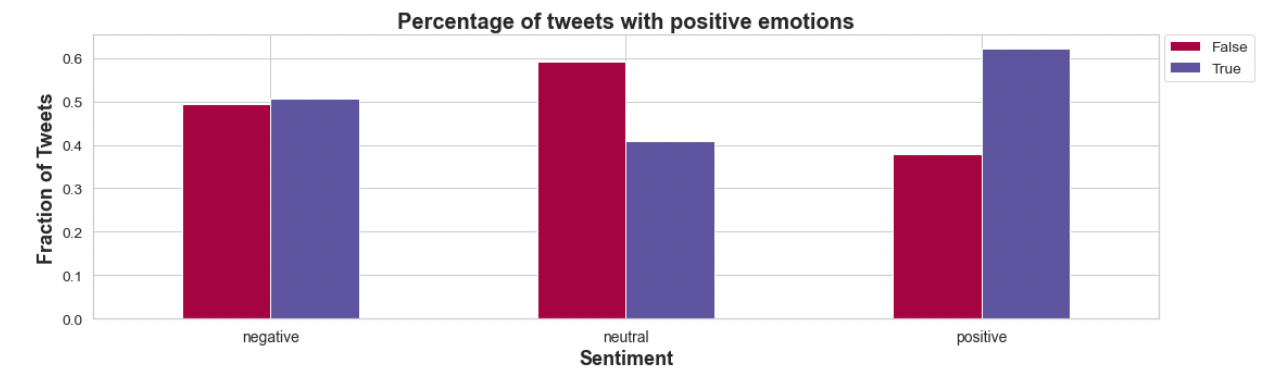 Percentage of tweets with positive emotions
False
True
Fraction of Tweets
0.6
0.5
0.4
0.3
0.2
0.1
0.0
negative neutral positive
Sentiment